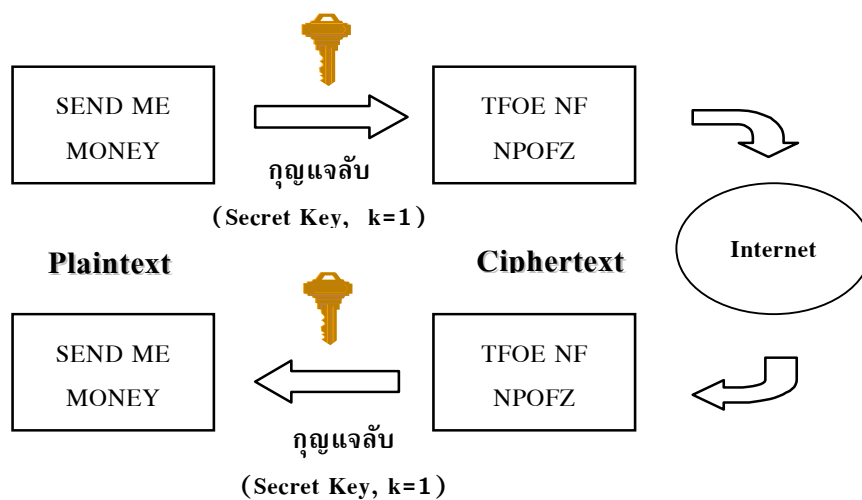 SEND ME
MONEY
กุญแจลับ
(Secret Key, k=1)
TFOE NF
NPOFZ
Plaintext
Ciphertext
Internet
SEND ME
MONEY
กุญแจลับ
(Secret Key, k=1)
TFOE NF
NPOFZ